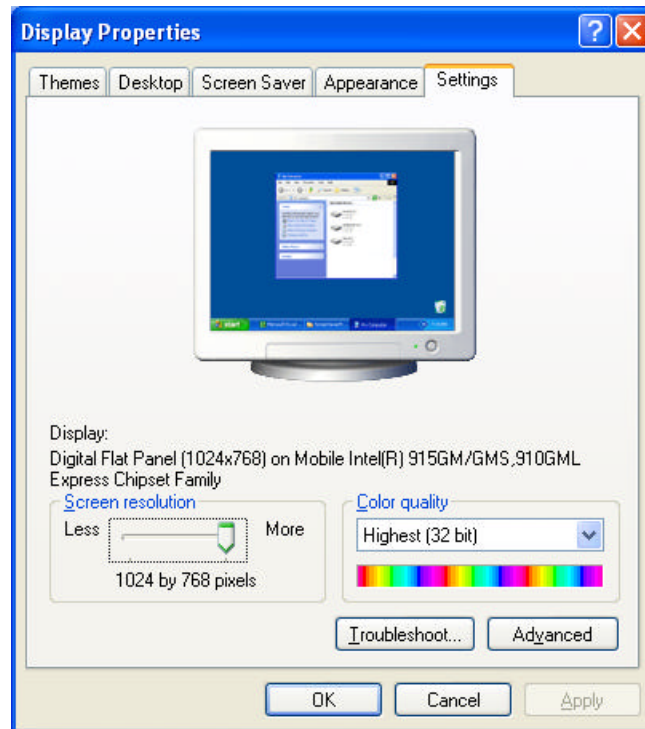 Display Properties
Themes Desktop Screen Saver Appearance Settings
start
Display:
Digital Flat Panel (1024x768) on Mobile Intel(R) 915GM/GMS,910GML
Express Chipset Family
Screen resolution
Less More
1024 by 768 pixels
Color quality
Highest (32 bit)
Troubleshoot... Advanced
OK Cancel Apply